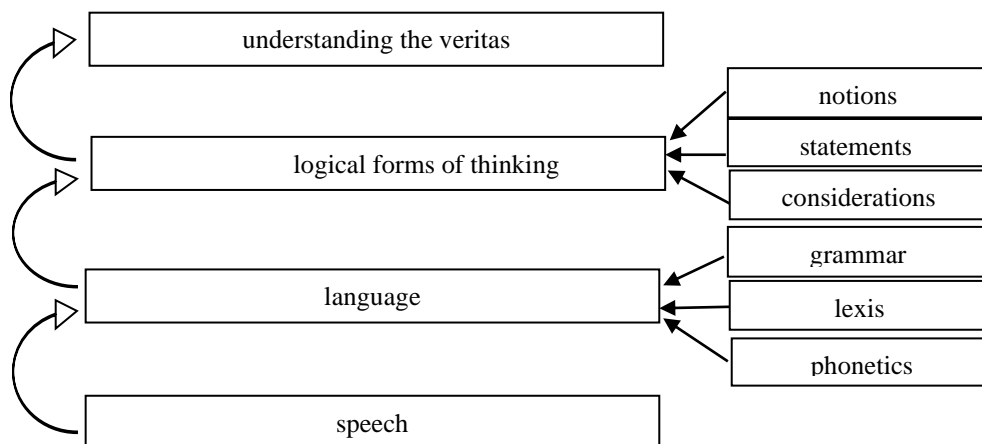 understanding the veritas
notions
statements
logical forms of thinking
considerations
grammar
language
lexis
phonetics
speech